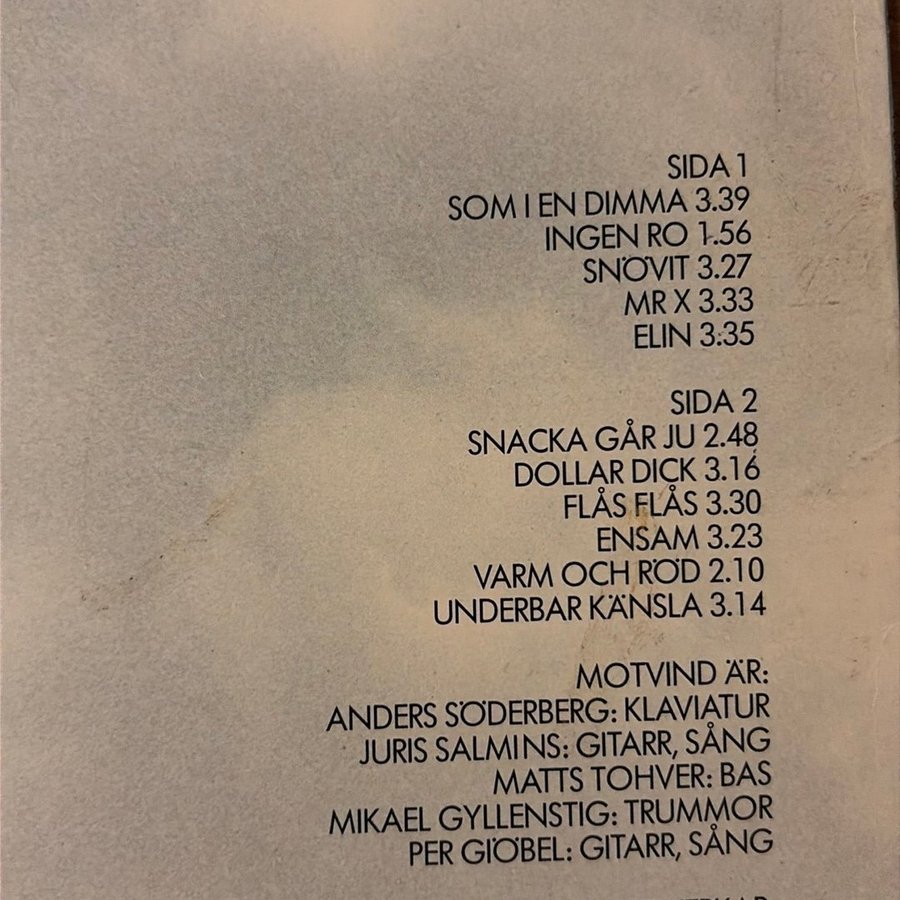 SIDA 1
SOM I EN DIMMA 3.39
INGEN RO 1.56
SNÖVIT 3.27
MR X 3.33
ELIN 3.35
SIDA 2
SNACKA GÅR JU 2.48
DOLLAR DICK 3.16
FLÅS FLÅS 3.30
ENSAM 3.23
VARM OCH RÖD 2.10
UNDERBAR KÄNSLA 3.14
MOTVIND ÄR:
ANDERS SÖDERBERG: KLAVIATUR
JURIS SALMINS: GITARR, SÅNG
MATTS TOHVER: BAS
MIKAEL GYLLENSTIG: TRUMMOR
PER GIÖBEL: GITARR, SÅNG